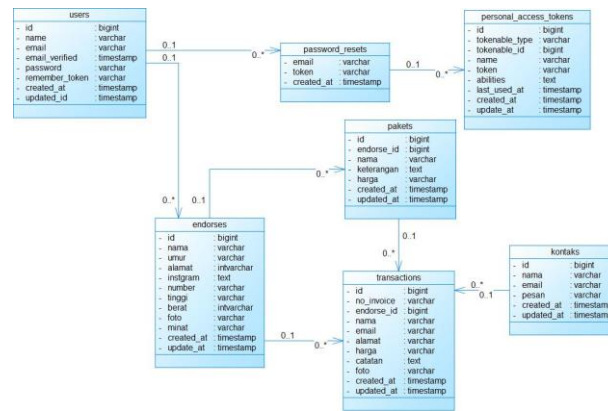 users
- id : bigint
- name : varchar
- email : varchar
- email_verified : timestamp
- password : varchar
- remember_token : varchar
- created_at : timestamp
- updated_id : timestamp
0..1
0..1
0..*
0..*
password_resets
- email : varchar
- token : varchar
- created_at : timestamp
0..1
0..*
personal_access_tokens
- id : bigint
- tokenable_type : varchar
- tokenable_id : bigint
- name : varchar
- token : varchar
- abilities : text
- last_used_at : timestamp
- created_at : timestamp
- update_at : timestamp
pakets
- id : bigint
- endorse_id : bigint
- nama : varchar
- keterangan : text
- harga : varchar
- created_at : timestamp
- updated_at : timestamp
0..1
0..*
0..1
0..*
endorses
- id : bigint
- nama : varchar
- umur : varchar
- alamat : intvarchar
- instgram : text
- number : varchar
- tinggi : varchar
- berat : intvarchar
- foto : varchar
- minat : varchar
- created_at : timestamp
- update_at : timestamp
0..1
0..*
transactions
- id : bigint
- no_invoice : varchar
- endorse_id : bigint
- nama : varchar
- email : varchar
- alamat : varchar
- harga : varchar
- catatan : text
- foto : varchar
- created_at : timestamp
- updated_at : timestamp
0..*
0..1
kontaks
- id : bigint
- nama : varchar
- email : varchar
- pesan : varchar
- created_at : timestamp
- updated_at : timestamp